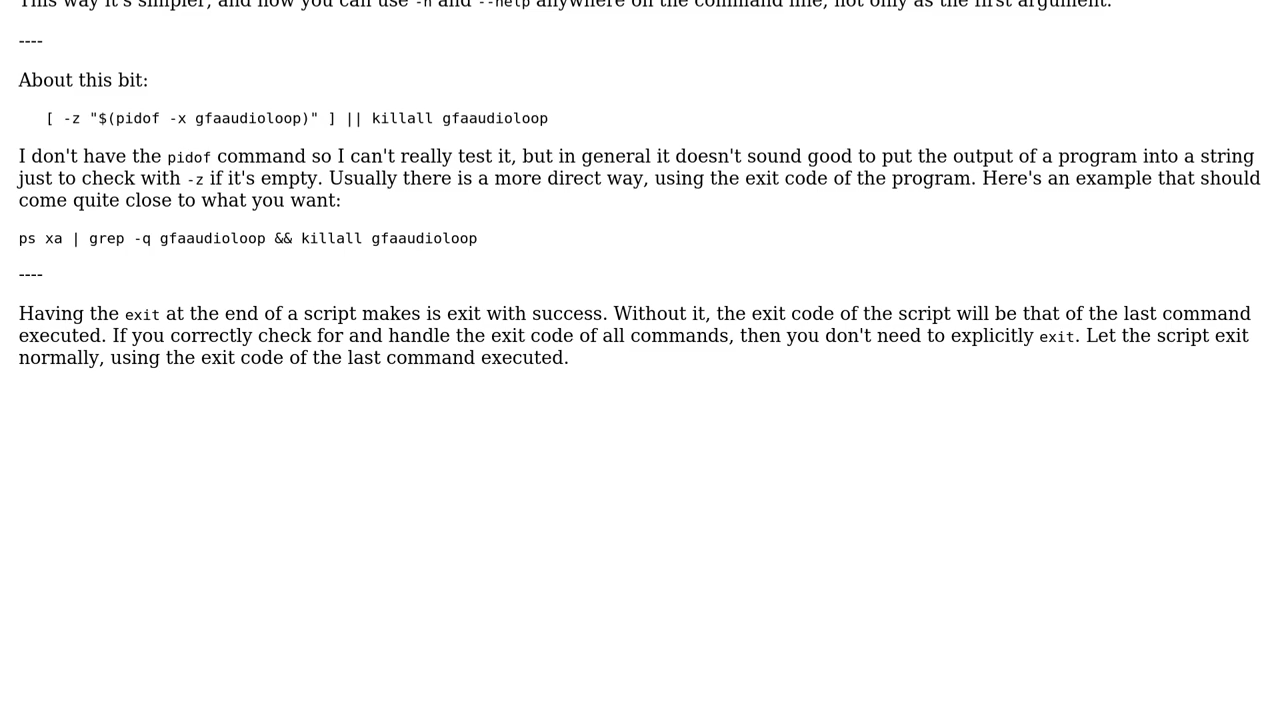 This way it's simpler, and now you can use -h and --help anywhere on the command line, not only as the first argument.
----
About this bit:
[ -z "$(pidof -x gfaaudioloop)" ] || killall gfaaudioloop
I don't have the pidof command so I can't really test it, but in general it doesn't sound good to put the output of a program into a string
just to check with -z if it's empty. Usually there is a more direct way, using the exit code of the program. Here's an example that should
come quite close to what you want:
ps xa | grep -q gfaaudioloop && killall gfaaudioloop
----
Having the exit at the end of a script makes is exit with success. Without it, the exit code of the script will be that of the last command
executed. If you correctly check for and handle the exit code of all commands, then you don't need to explicitly exit. Let the script exit
normally, using the exit code of the last command executed.